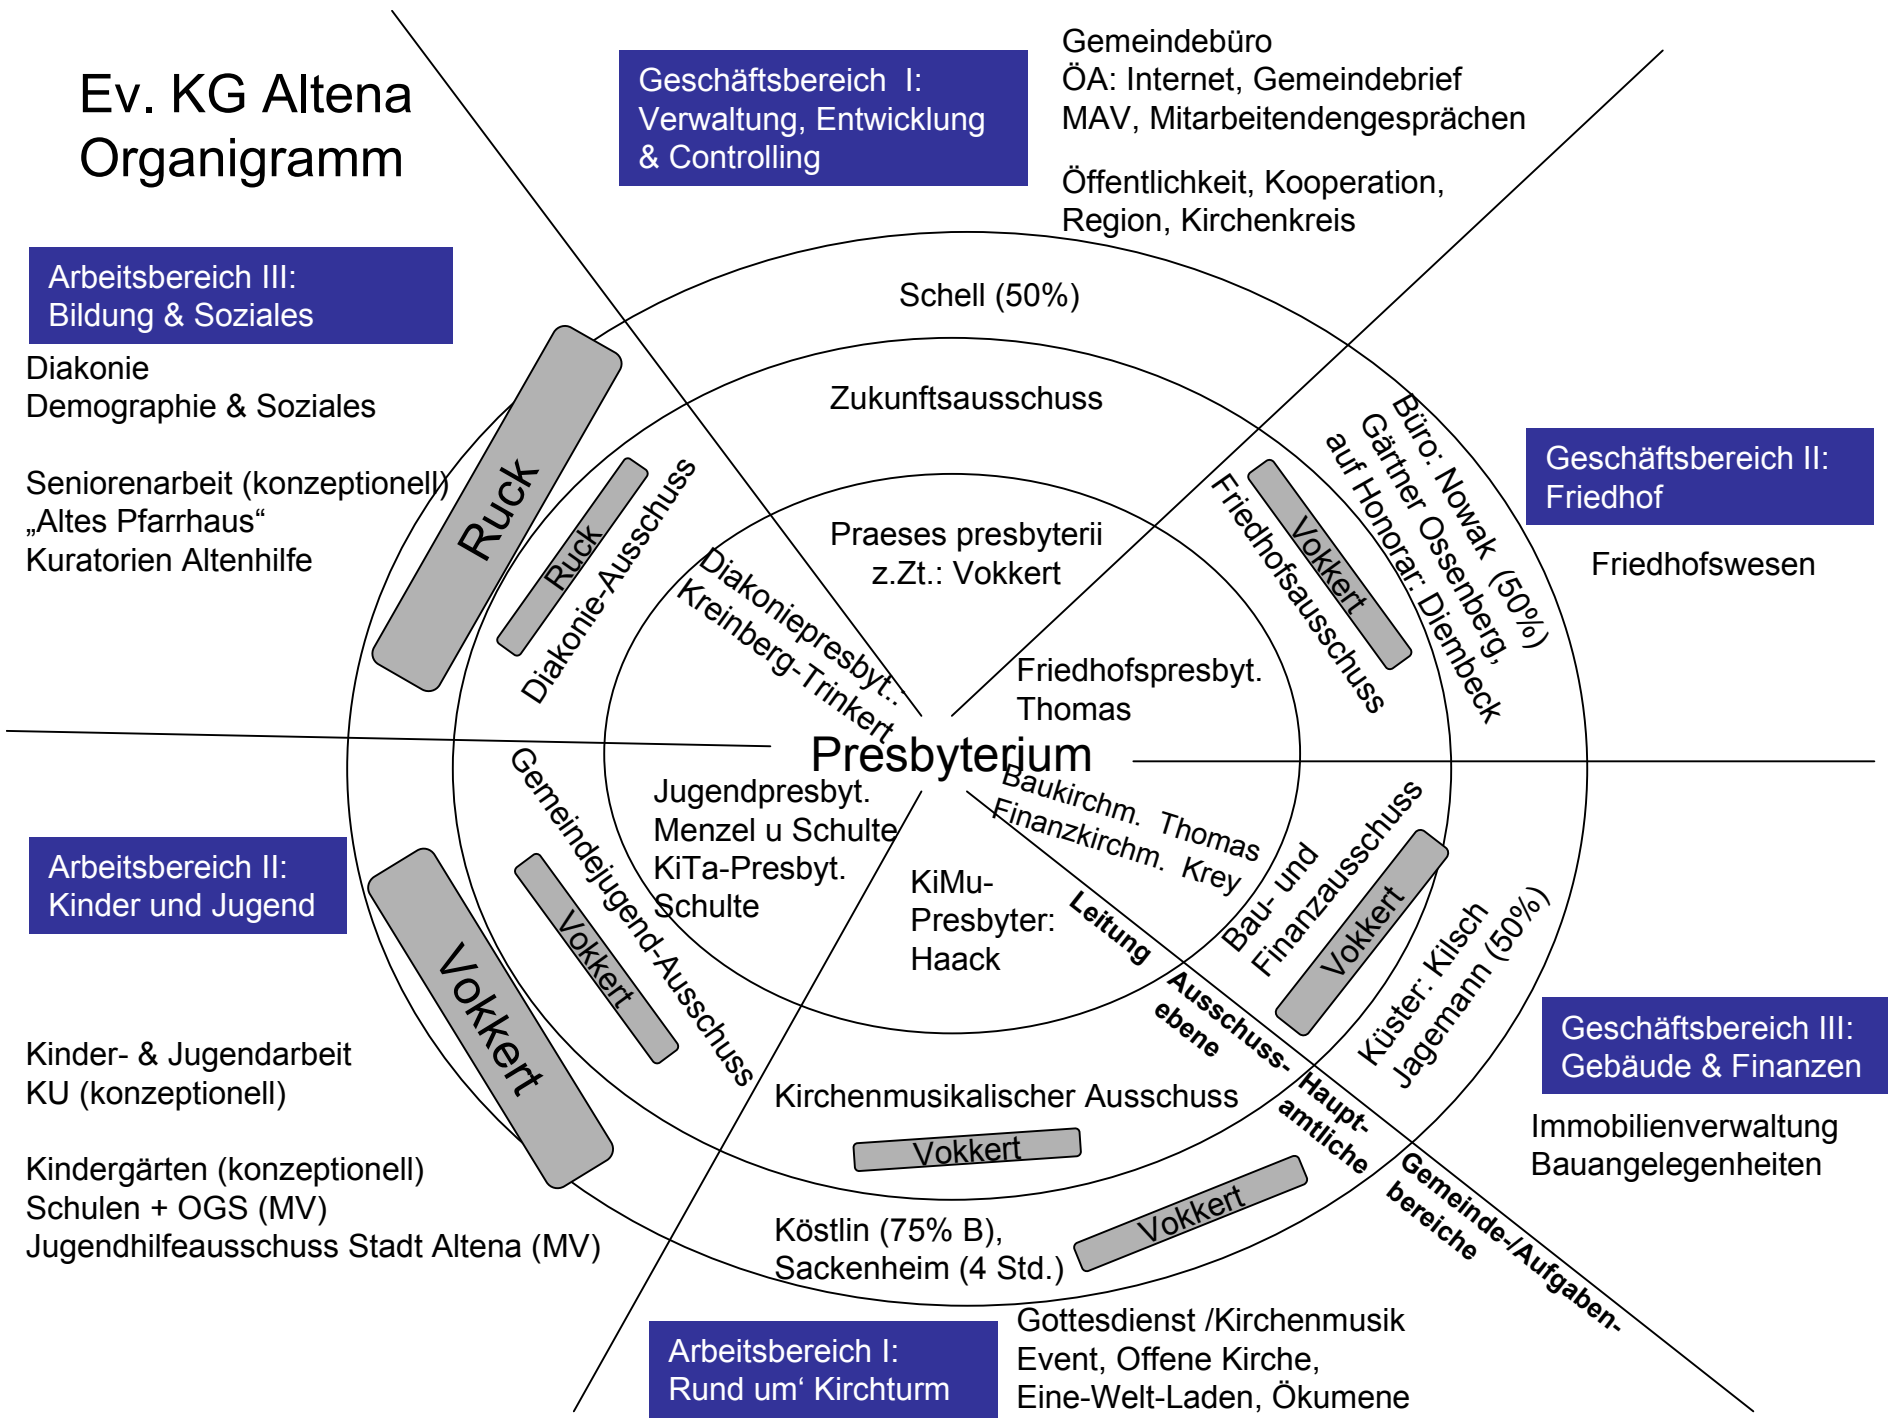 Ev. KG Altena
Organigramm
Geschäftsbereich I:
Verwaltung, Entwicklung
& Controlling
Gemeindebüro
ÖA: Internet, Gemeindebrief
MAV, Mitarbeitendengesprächen
Öffentlichkeit, Kooperation,
Region, Kirchenkreis
Arbeitsbereich III:
Bildung & Soziales
Diakonie
Demographie & Soziales
Seniorenarbeit (konzeptionell)
„Altes Pfarrhaus“
Kuratorien Altenhilfe
Schell (50%)
Zukunftsausschuss
Praeses presbyterii
z.Zt.: Vokkert
Ruck
Ruck
Diakonie-Ausschuss
Diakoniepresbyt.:
Kreinberg-Trinkert
Büro: Nowak (50%)
Gärtner Ossenberg,
auf Honorar: Diembeck
Vokkert
Friedhofsausschuss
Friedhofspresbyt.
Thomas
Geschäftsbereich II:
Friedhof
Friedhofswesen
Presbyterium
Jugendpresbyt.
Menzel u Schulte
KiTa-Presbyt.
Schulte
Gemeindejugend-Ausschuss
Vokkert
Vokkert
Arbeitsbereich II:
Kinder und Jugend
Kinder- & Jugendarbeit
KU (konzeptionell)
Kindergärten (konzeptionell)
Schulen + OGS (MV)
Jugendhilfeausschuss Stadt Altena (MV)
Baukirchm. Thomas
Finanzkirchm. Krey
Bau- und
Finanzausschuss
Vokkert
Küster: Kilsch
Jagemann (50%)
Geschäftsbereich III:
Gebäude & Finanzen
Immobilienverwaltung
Bauangelegenheiten
KiMu-
Presbyter:
Haack
Leitung
Ausschuss-
ebene
Haupt-
amtliche
Gemeinde-/Aufgaben-
bereiche
Kirchenmusikalischer Ausschuss
Vokkert
Vokkert
Köstlin (75% B),
Sackenheim (4 Std.)
Arbeitsbereich I:
Rund um‘ Kirchturm
Gottesdienst /Kirchenmusik
Event, Offene Kirche,
Eine-Welt-Laden, Ökumene